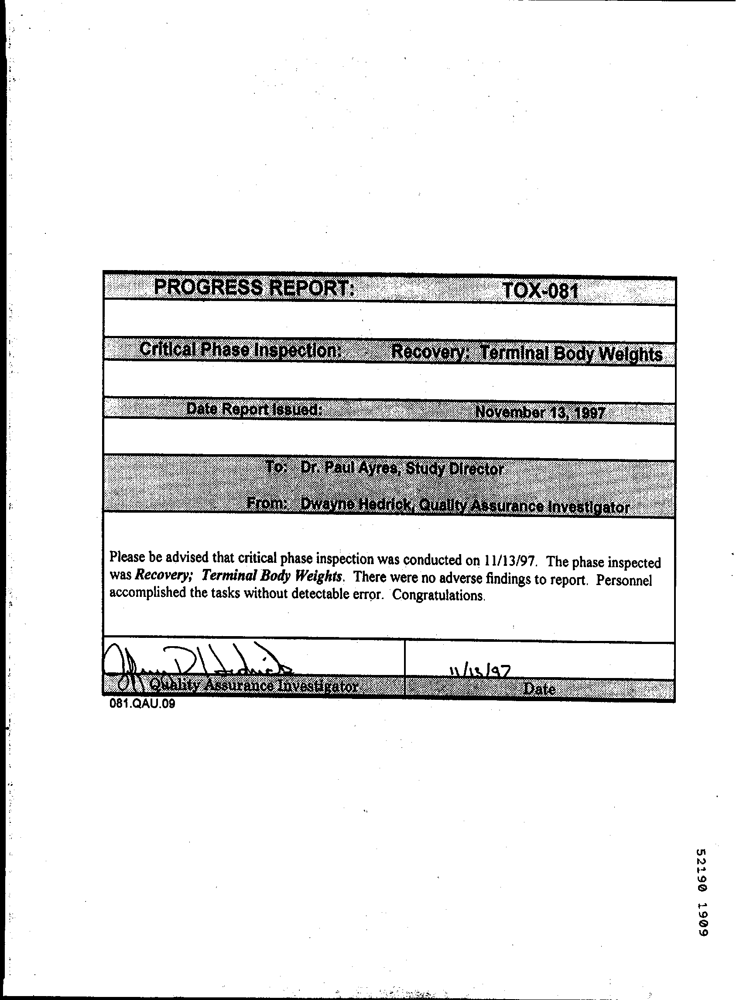 PROGRESS REPORT: TOX-081
Critical Phase Inspection: Recovery; Terminal Body Weights
Date Report Issued: November 13, 1997
To: Dr. Paul Ayres, Study Director
From: Dwayne Hedrick, Quality Assurance Investigator
Please be advised that critical phase inspection was conducted on 11/13/97. The phase inspected
was Recovery; Terminal Body Weights. There were no adverse findings to report. Personnel
accomplished the tasks without detectable error. Congratulations.
11/13/97
Quality Assurance Investigator Date
081.QAU.09
52190 1909